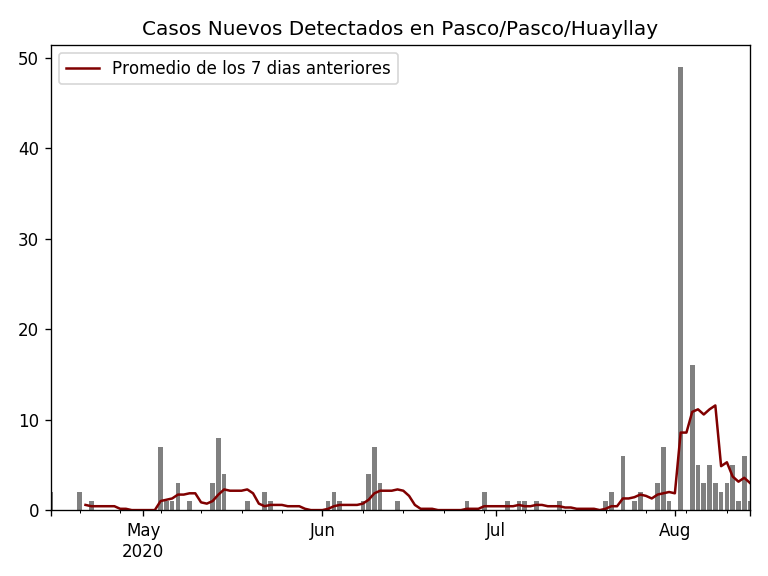 Casos Nuevos Detectados en Pasco/Pasco/Huayllay
Promedio de los 7 dias anteriores
50
40
30
20
10
0
May
2020
Jun
Jul
Aug